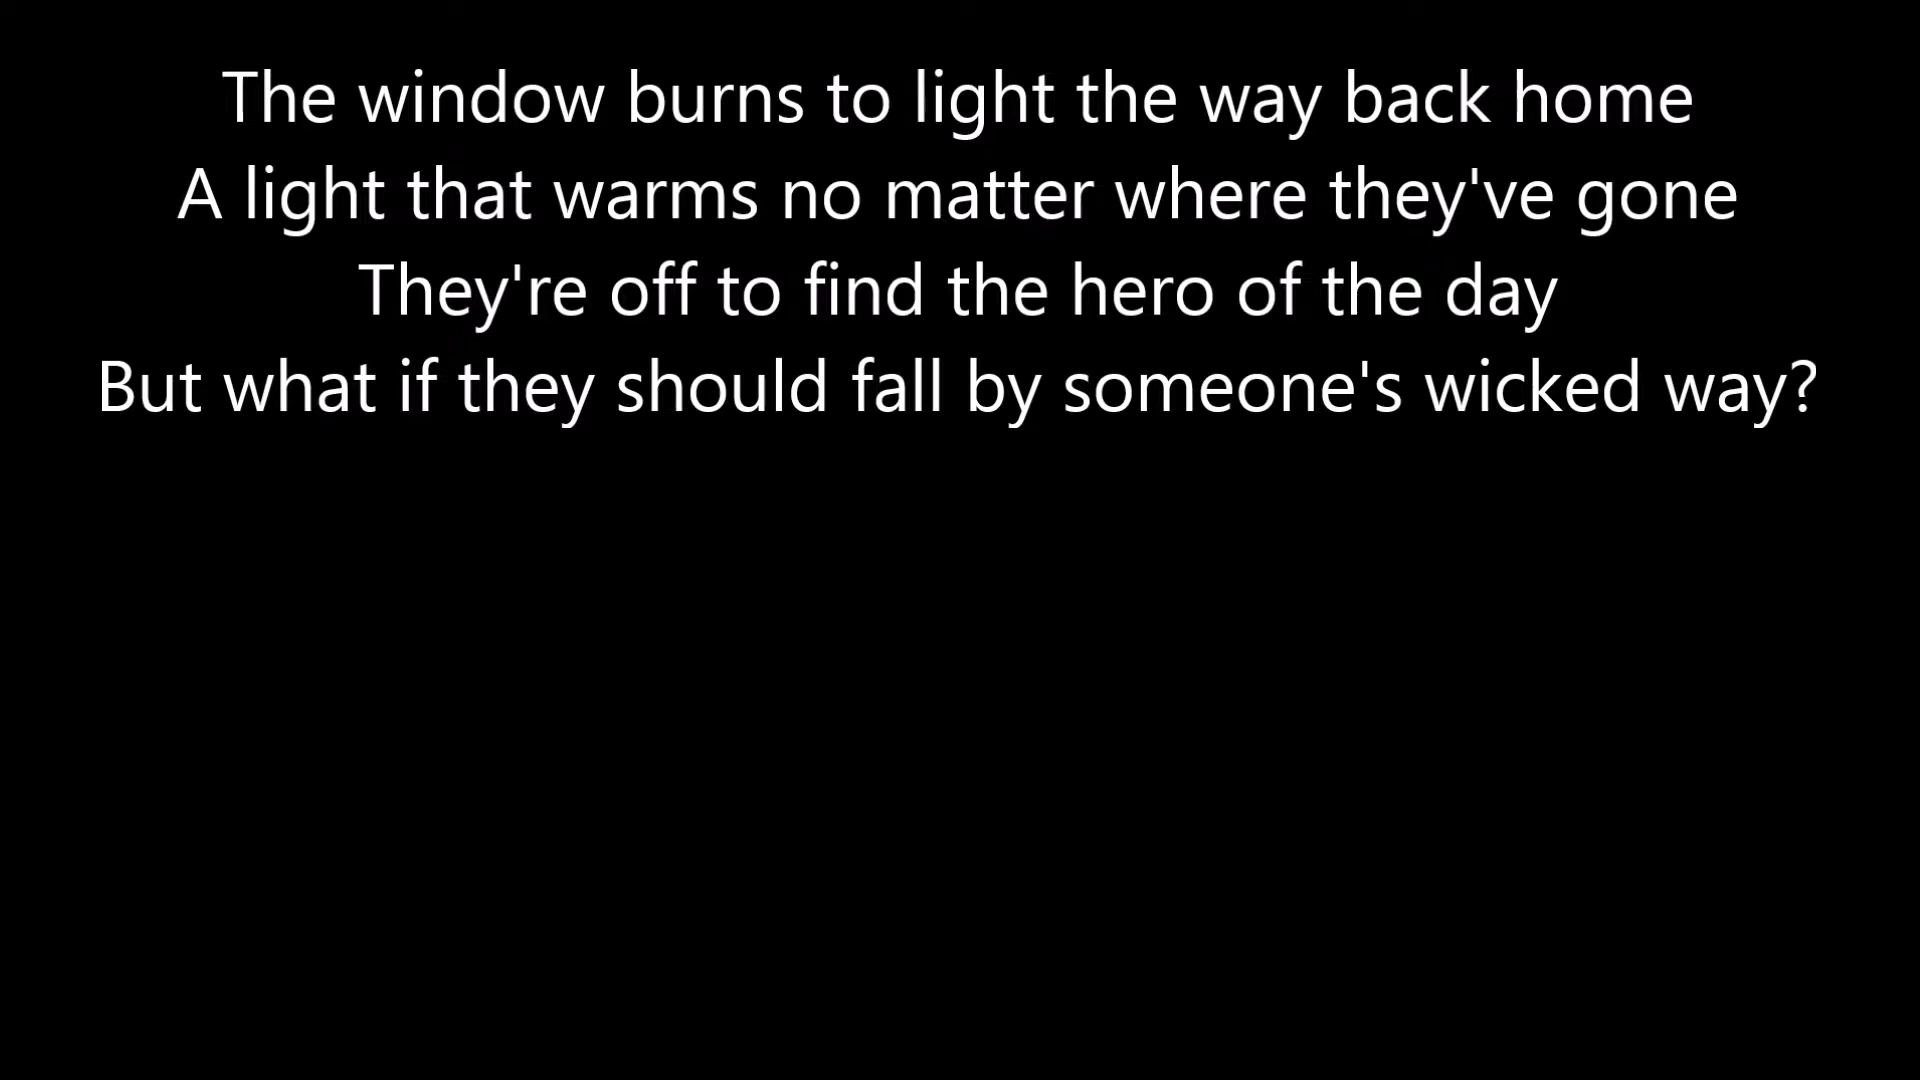 The window burns to light the way back home
A light that warms no matter where they've gone
They're off to find the hero of the day
But what if they should fall by someone's wicked way?